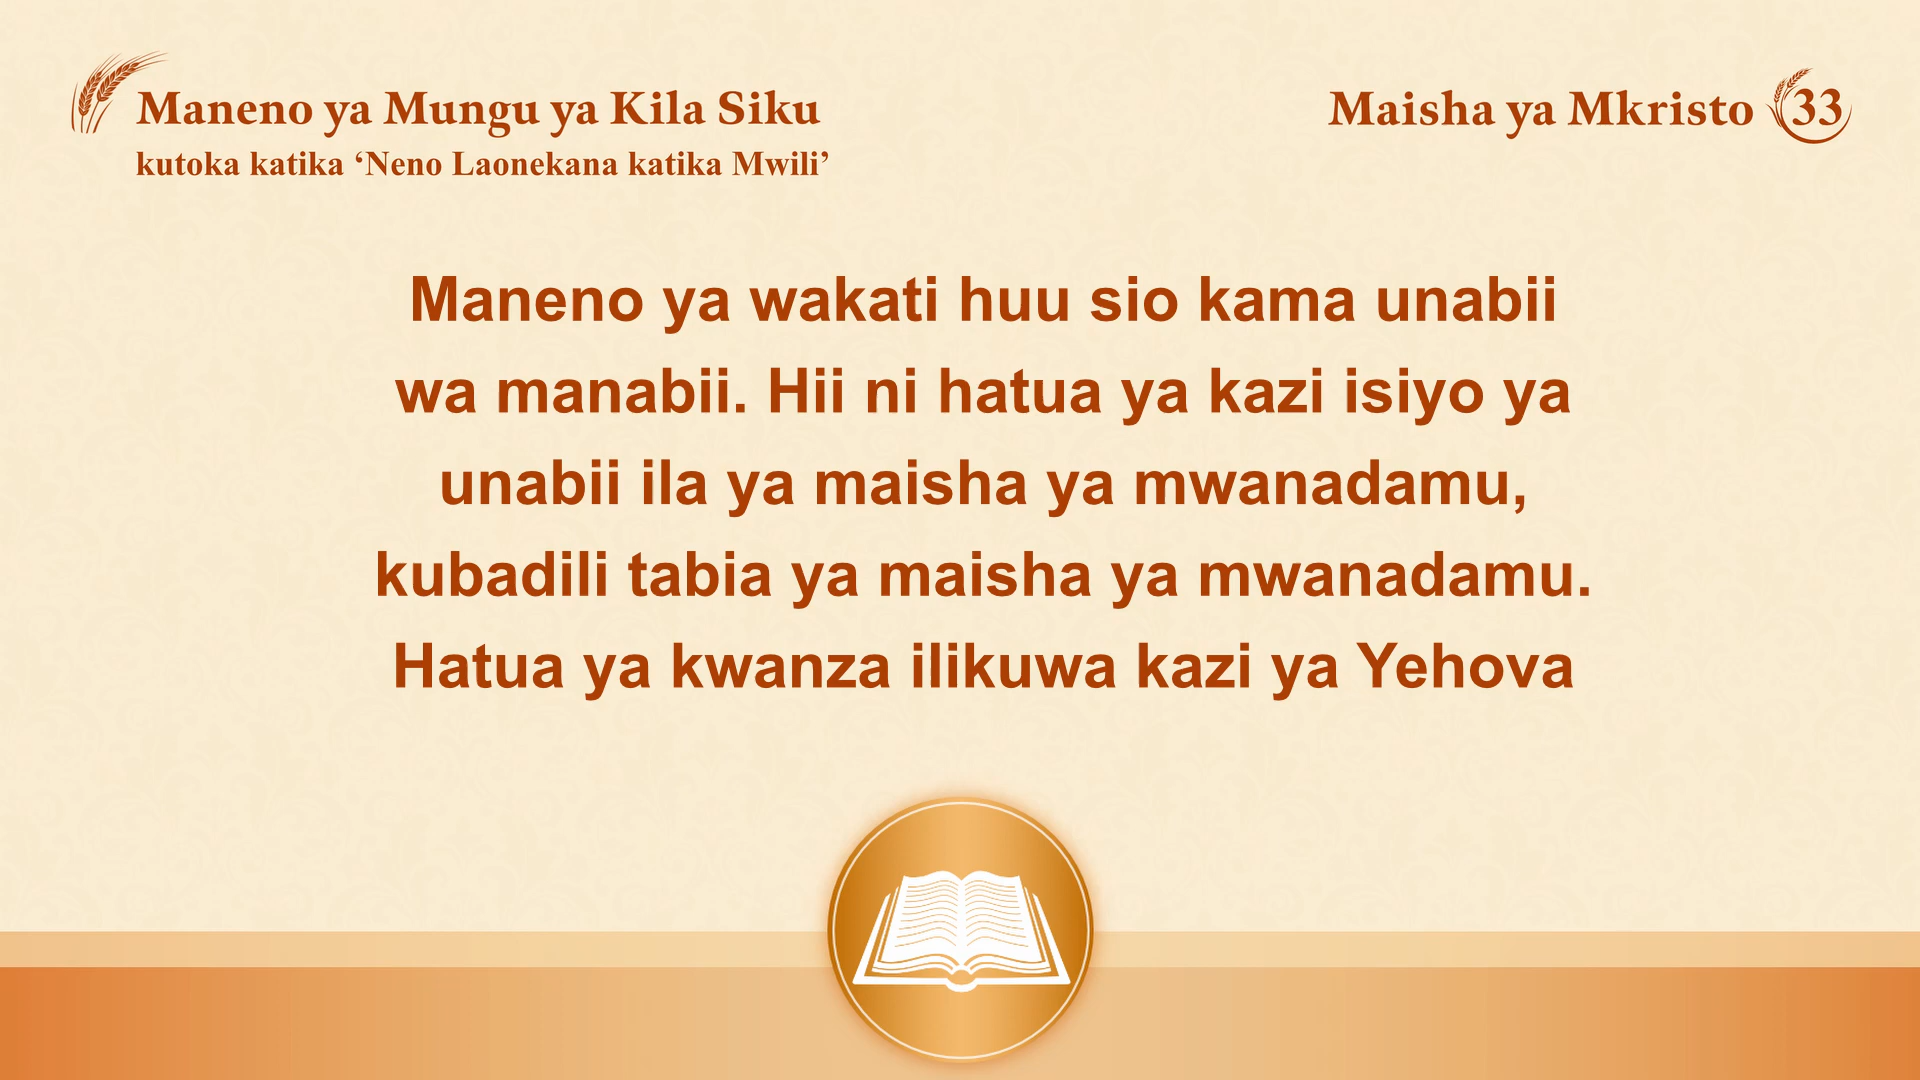 Maneno ya Mungu ya Kila Siku
kutoka katika ‘Neno Laonekana katika Mwili’
Maisha ya Mkristo 33
Maneno ya wakati huu sio kama unabii
wa manabii. Hii ni hatua ya kazi isiyo ya
unabii ila ya maisha ya mwanadamu,
kubadili tabia ya maisha ya mwanadamu.
Hatua ya kwanza ilikuwa kazi ya Yehova